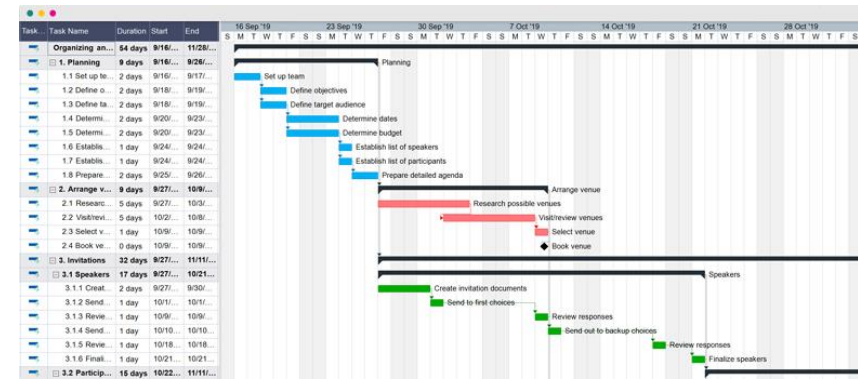 16 Sep '19 23 Sep '19 30 Sep '19 7 Oct '19 14 Oct '19 21 Oct '19 28 Oct '19
Task... Task Name Duration Start End S M T W T F S S M T W T F S S M T W T F S S M T W T F S S M T W T F S S M T W T F S S M T W T F S
Organizing an... 54 days 9/16/... 11/28/...
1. Planning 9 days 9/16/... 9/26/... Planning
1.1 Set up te... 2 days 9/16/... 9/17/... Set up team
1.2 Define o... 2 days 9/18/... 9/19/... Define objectives
1.3 Define ta... 2 days 9/18/... 9/19/... Define target audience
1.4 Determi... 2 days 9/20/... 9/23/... Determine dates
1.5 Determi... 2 days 9/20/... 9/23/... Determine budget
1.6 Establis... 1 day 9/24/... 9/24/... Establish list of speakers
1.7 Establis... 1 day 9/24/... 9/24/... Establish list of participants
1.8 Prepare... 2 days 9/25/... 9/26/... Prepare detailed agenda
2. Arrange v... 9 days 9/27/... 10/9/... Arrange venue
2.1 Researc... 5 days 9/27/... 10/3/... Research possible venues
2.2 Visit/revi... 5 days 10/2/... 10/8/... Visit/review venues
2.3 Select v... 1 day 10/9/... 10/9/... Select venue
2.4 Book ve... 0 days 10/9/... 10/9/... Book venue
3. Invitations 32 days 9/27/... 11/11/...
3.1 Speakers 17 days 9/27/... 10/21... Speakers
3.1.1 Creat... 2 days 9/27/... 9/30/... Create invitation documents
3.1.2 Send... 1 day 10/1/... 10/1/... Send to first choices
3.1.3 Revie... 1 day 10/9/... 10/9/... Review responses
3.1.4 Send... 1 day 10/10... 10/10... Send out to backup choices
3.1.5 Revie... 1 day 10/18... 10/18... Review responses
3.1.6 Finali... 1 day 10/21... 10/21... Finalize speakers
3.2 Particip... 15 days 10/22... 11/11/...